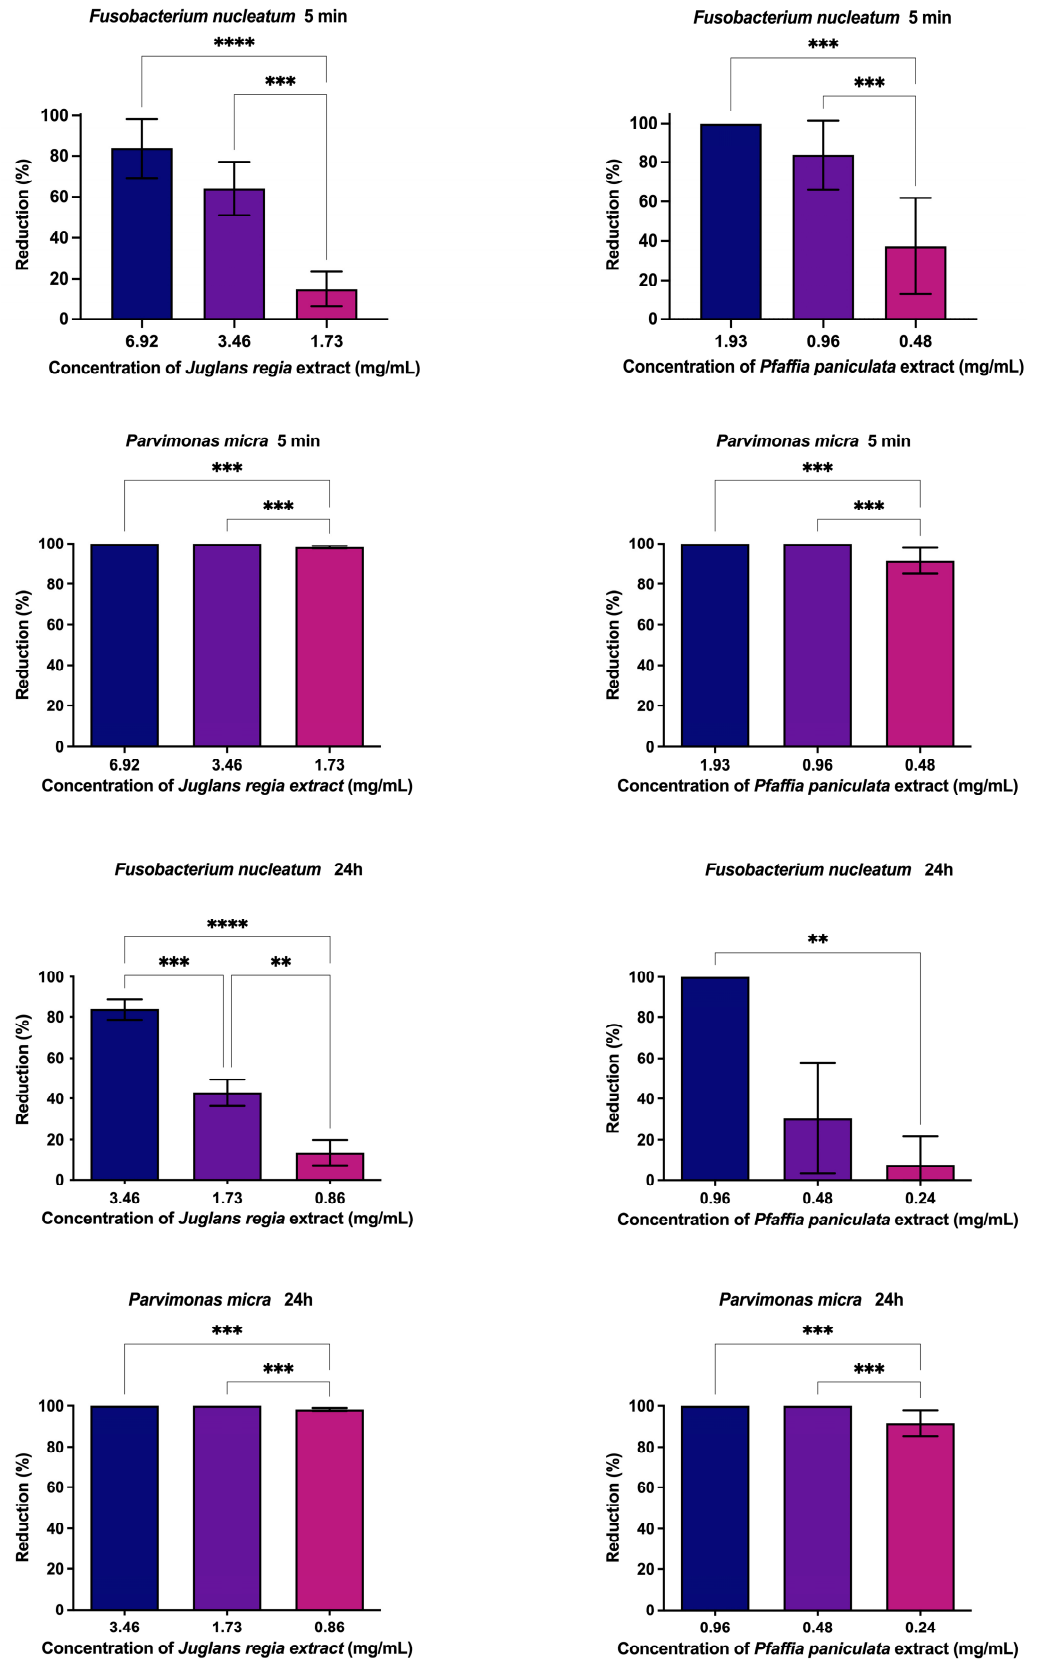 Fusobacterium nucleatum 5 min
****
***
Reduction (%)
100
80
60
40
20
0
6.92 3.46 1.73
Concentration of Juglans regia extract (mg/mL)
Fusobacterium nucleatum 5 min
***
***
Reduction (%)
100
80
60
40
20
0
1.93 0.96 0.48
Concentration of Pfaffia paniculata extract (mg/mL)
Parvimonas micra 5 min
***
***
Reduction (%)
100
80
60
40
20
0
6.92 3.46 1.73
Concentration of Juglans regia extract (mg/mL)
Parvimonas micra 5 min
***
***
Reduction (%)
100
80
60
40
20
0
1.93 0.96 0.48
Concentration of Pfaffia paniculata extract (mg/mL)
Fusobacterium nucleatum 24h
****
*** **
Reduction (%)
100
80
60
40
20
0
3.46 1.73 0.86
Concentration of Juglans regia extract (mg/mL)
Fusobacterium nucleatum 24h
**
Reduction (%)
100
80
60
40
20
0
0.96 0.48 0.24
Concentration of Pfaffia paniculata extract (mg/mL)
Parvimonas micra 24h
***
***
Reduction (%)
100
80
60
40
20
0
3.46 1.73 0.86
Concentration of Juglans regia extract (mg/mL)
Parvimonas micra 24h
***
***
Reduction (%)
100
80
60
40
20
0
0.96 0.48 0.24
Concentration of Pfaffia paniculata extract (mg/mL)